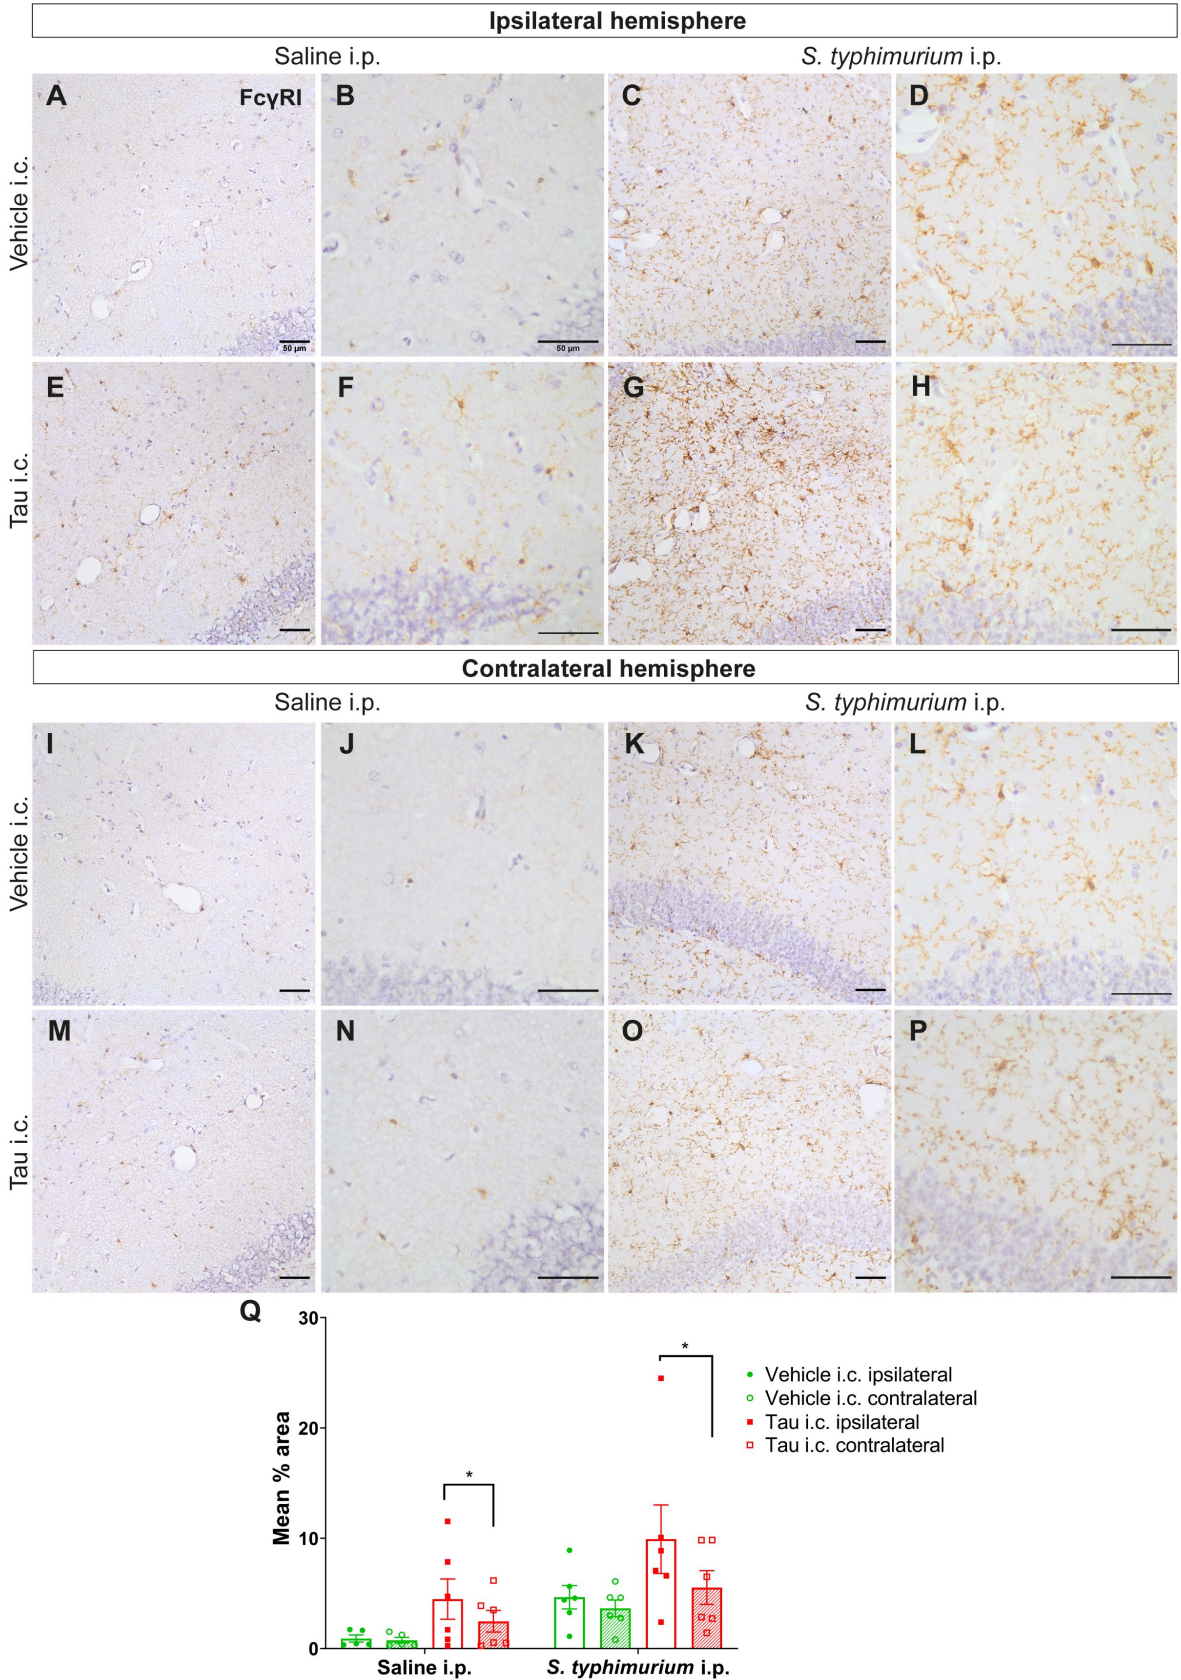 Ipsilateral hemisphere
Saline i.p.
S. typhimurium i.p.
Vehicle i.c.
A
FcγRI
B
C
D
50 µm
50 µm
Tau i.c.
E
F
G
H
Contralateral hemisphere
Saline i.p.
S. typhimurium i.p.
Vehicle i.c.
I
J
K
L
Tau i.c.
M
N
O
P
Q
Mean % area
30
20
10
0
*
*
Vehicle i.c. ipsilateral
Vehicle i.c. contralateral
Tau i.c. ipsilateral
Tau i.c. contralateral
Saline i.p.
S. typhimurium i.p.